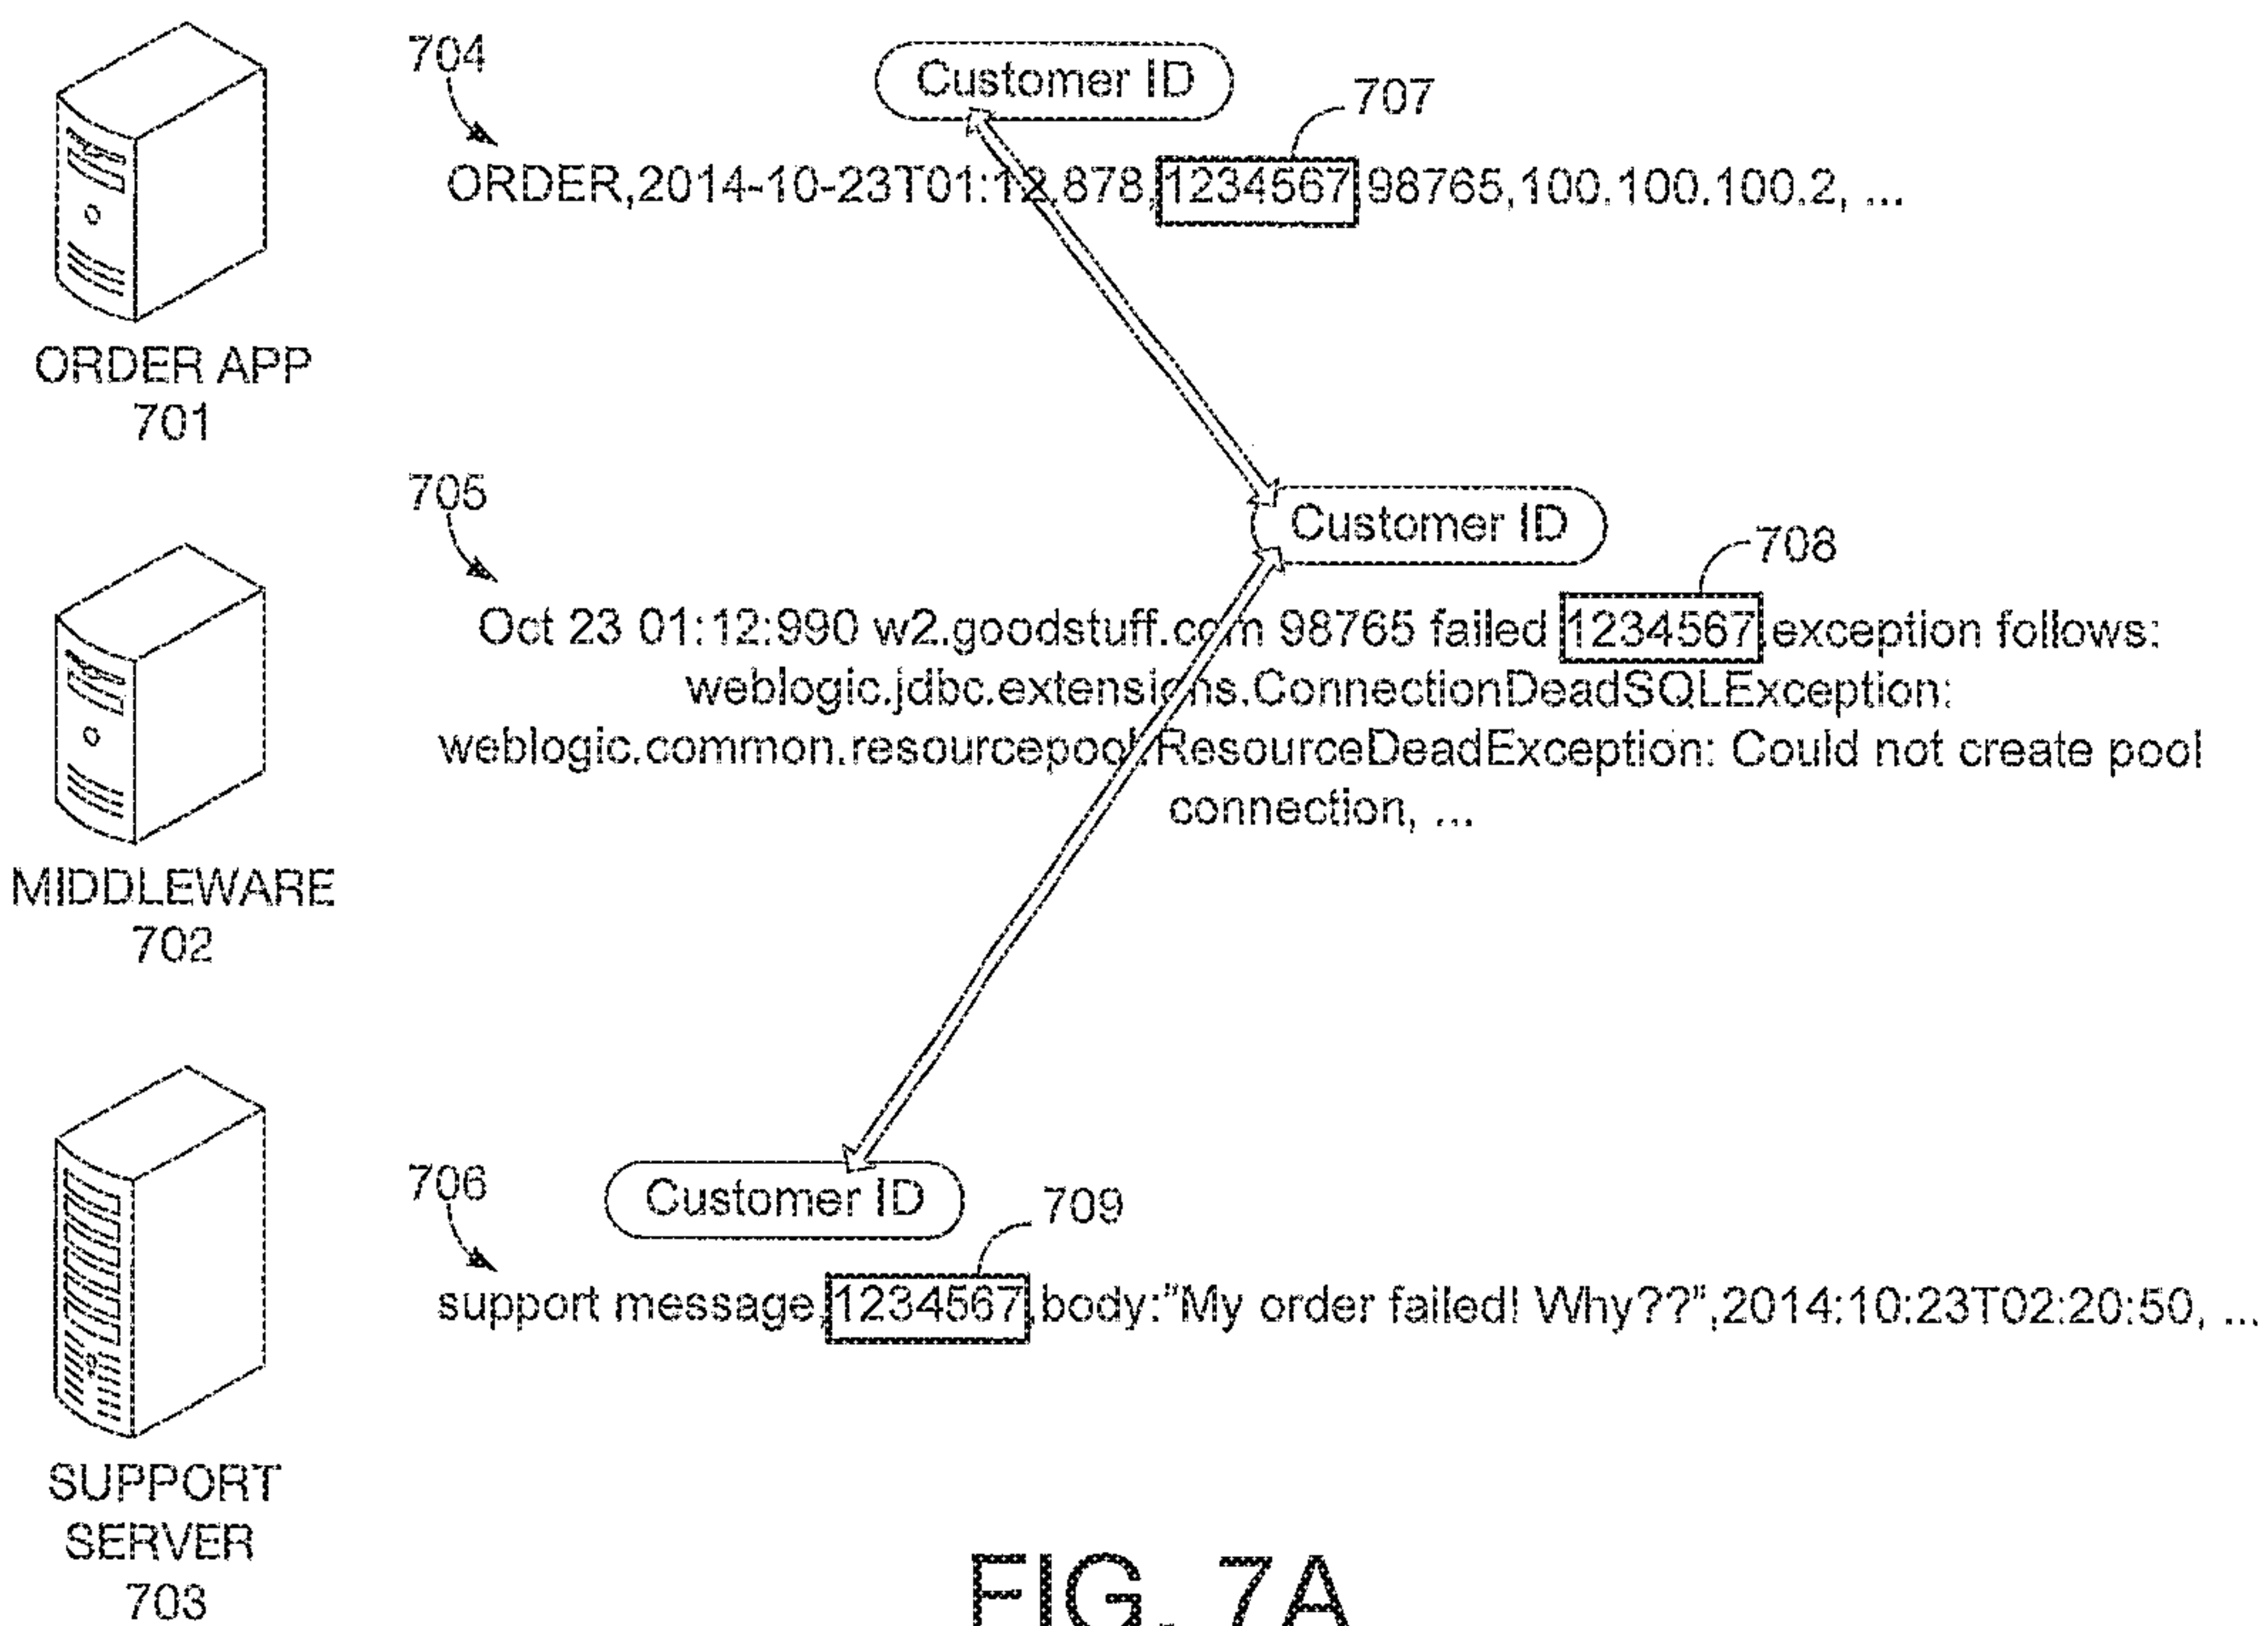 704
Customer ID
707
ORDER,2014-10-23T01:12.878,1234567,98765,100.100.100.2, ...
ORDER APP
701
705
Customer ID
708
Oct 23 01:12:990 w2.goodstuff.com 98765 failed 1234567,exception follows:
weblogic.jdbc.extensions.ConnectionDeadSQLException:
weblogic.common.resourcepool.ResourceDeadException: Could not create pool
connection, ...
MIDDLEWARE
702
706
Customer ID
709
support message,1234567,body:"My order failed! Why??",2014:10:23T02:20:50, ...
SUPPORT
SERVER
703
FIG. 7A